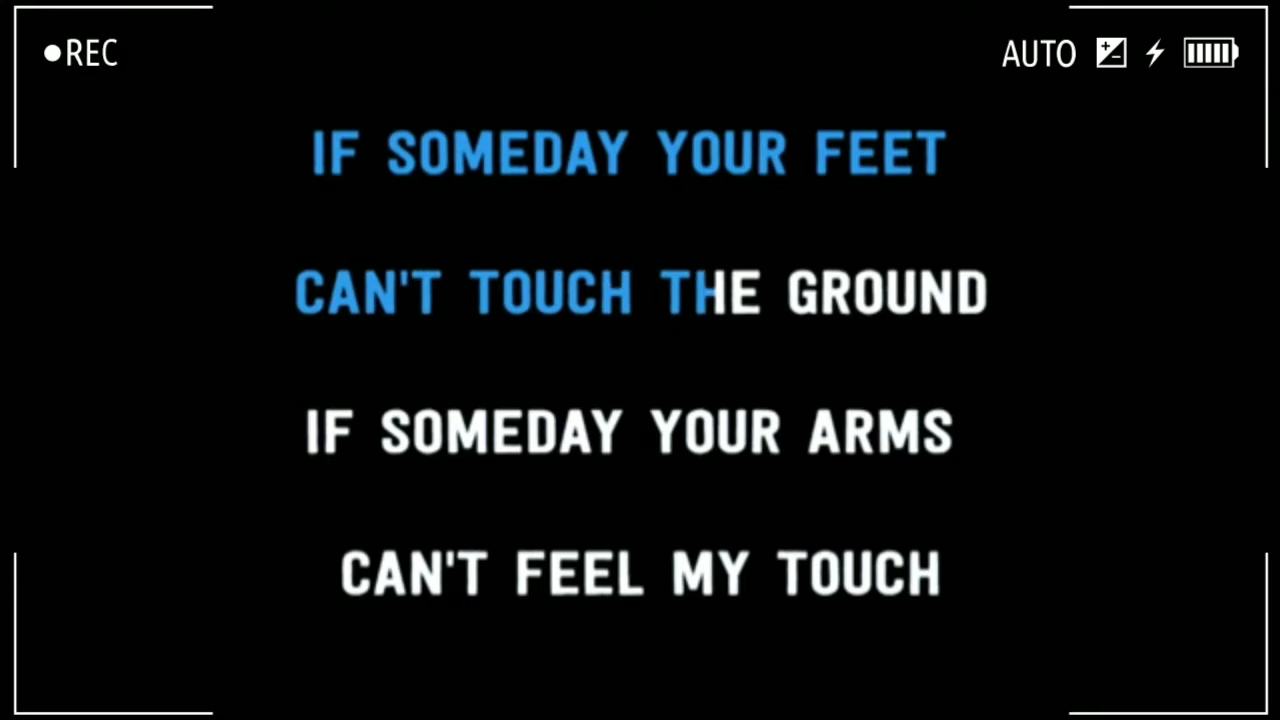 ●REC
AUTO
IF SOMEDAY YOUR FEET
CAN'T TOUCH THE GROUND
IF SOMEDAY YOUR ARMS
CAN'T FEEL MY TOUCH